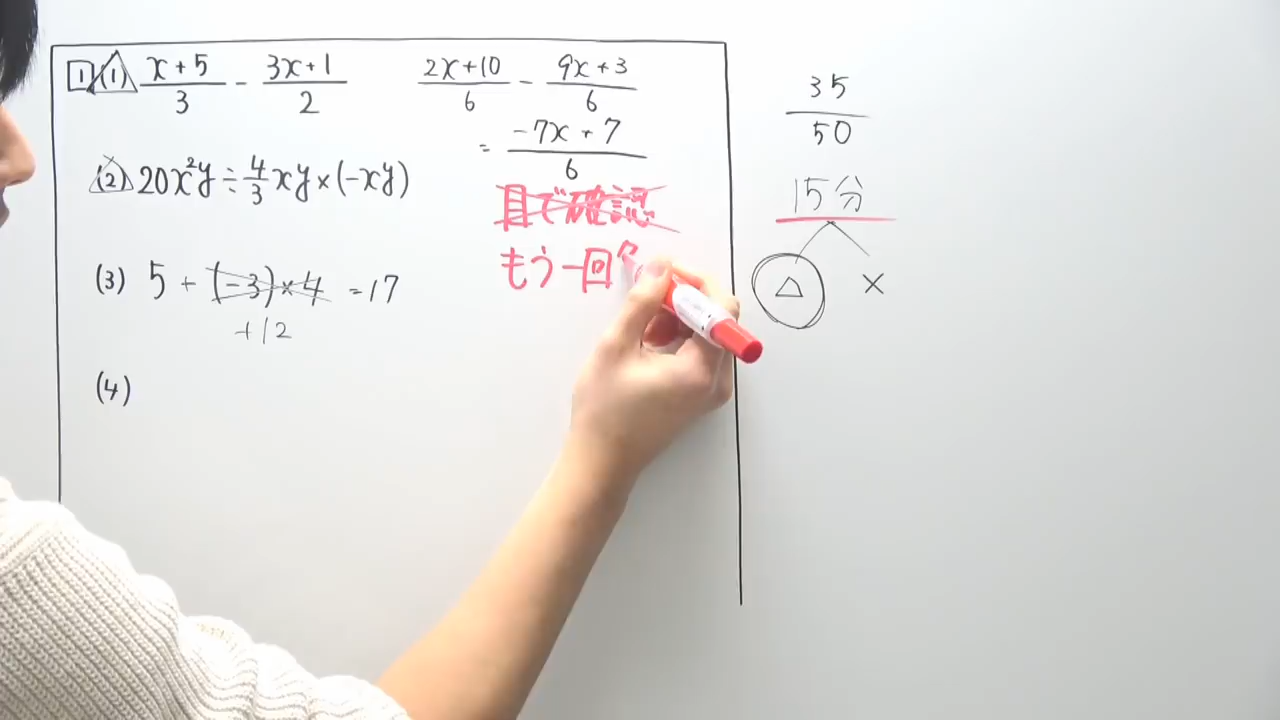 1 (1) x+5/3 - 3x+1/2
2x+10/6 - 9x+3/6
= -7x+7/6
(2) 20x²y÷4/3xy×(-xy)
目で確認
もう一回
(3) 5+(-3)×4 =17
+12
(4)
35/50
15分
△ ×